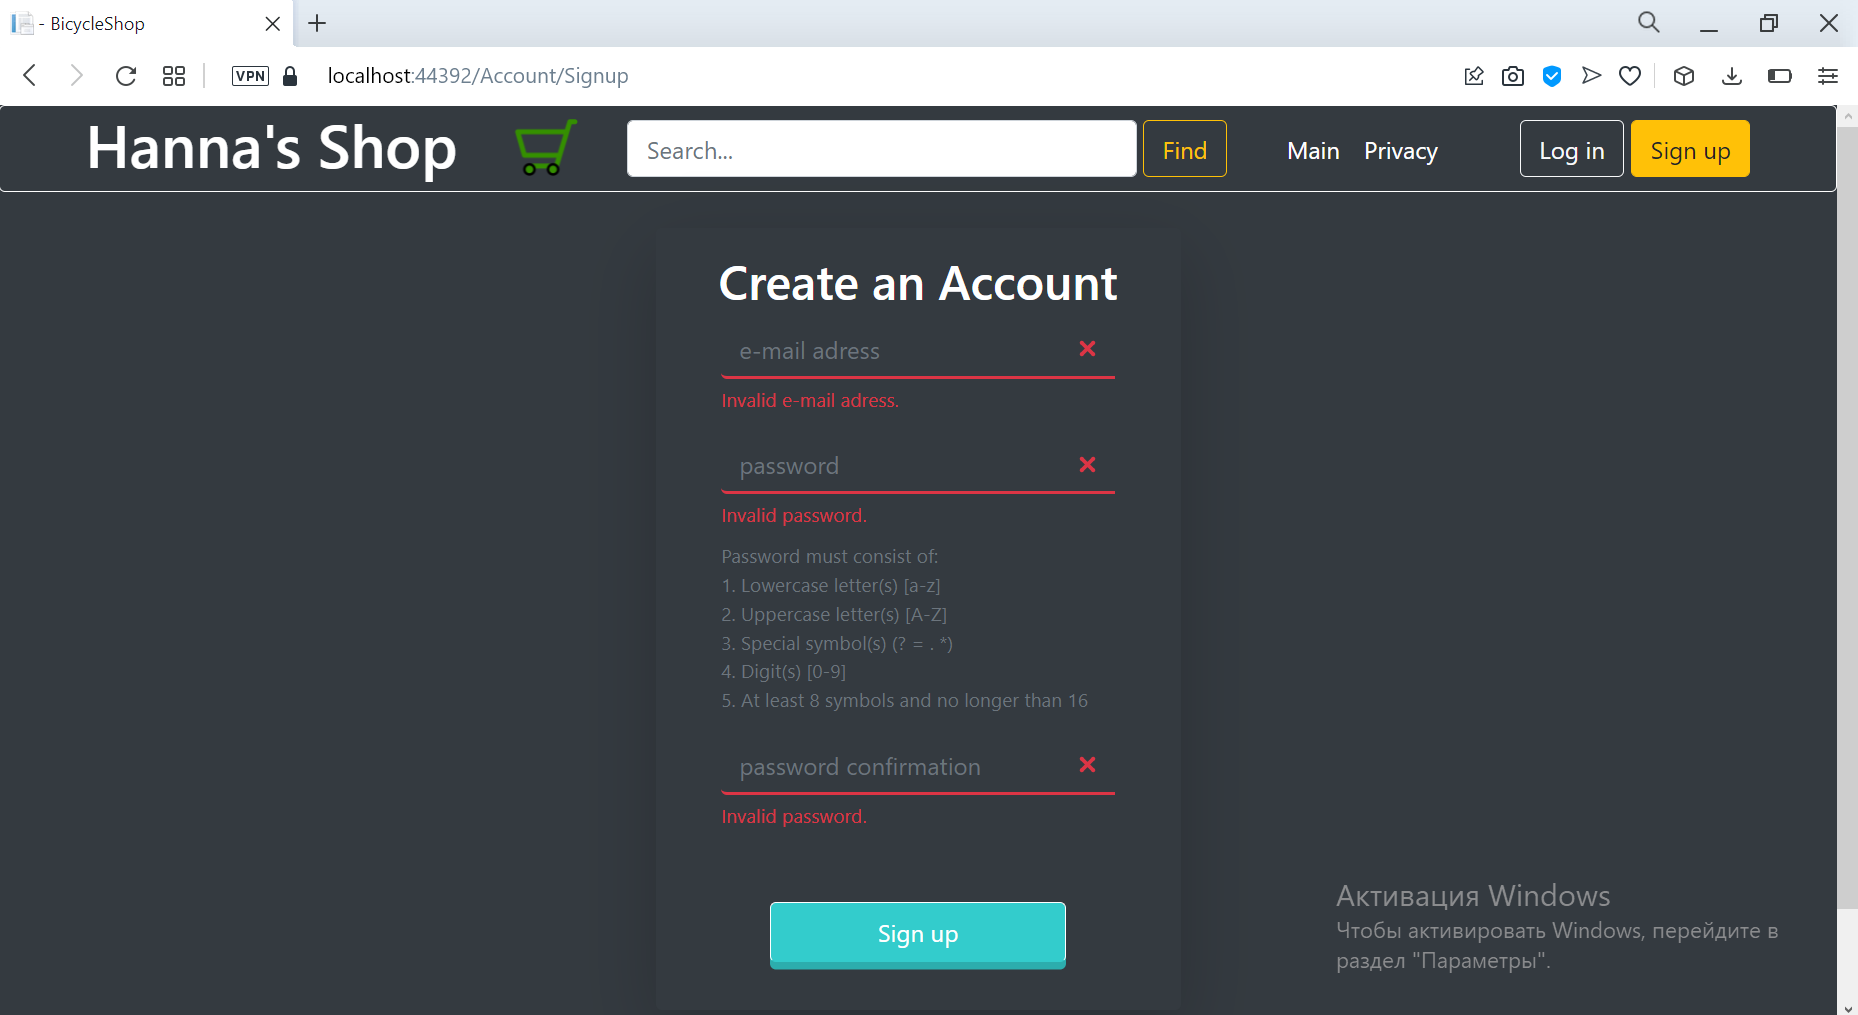 - BicycleShop
VPN
localhost:44392/Account/Signup
Hanna's Shop
Search...
Find
Main
Privacy
Log in
Sign up
Create an Account
e-mail adress
Invalid e-mail adress.
password
Invalid password.
Password must consist of:
1. Lowercase letter(s) [a-z]
2. Uppercase letter(s) [A-Z]
3. Special symbol(s) (? = . *)
4. Digit(s) [0-9]
5. At least 8 symbols and no longer than 16
password confirmation
Invalid password.
Sign up
Активация Windows
Чтобы активировать Windows, перейдите в
раздел "Параметры".